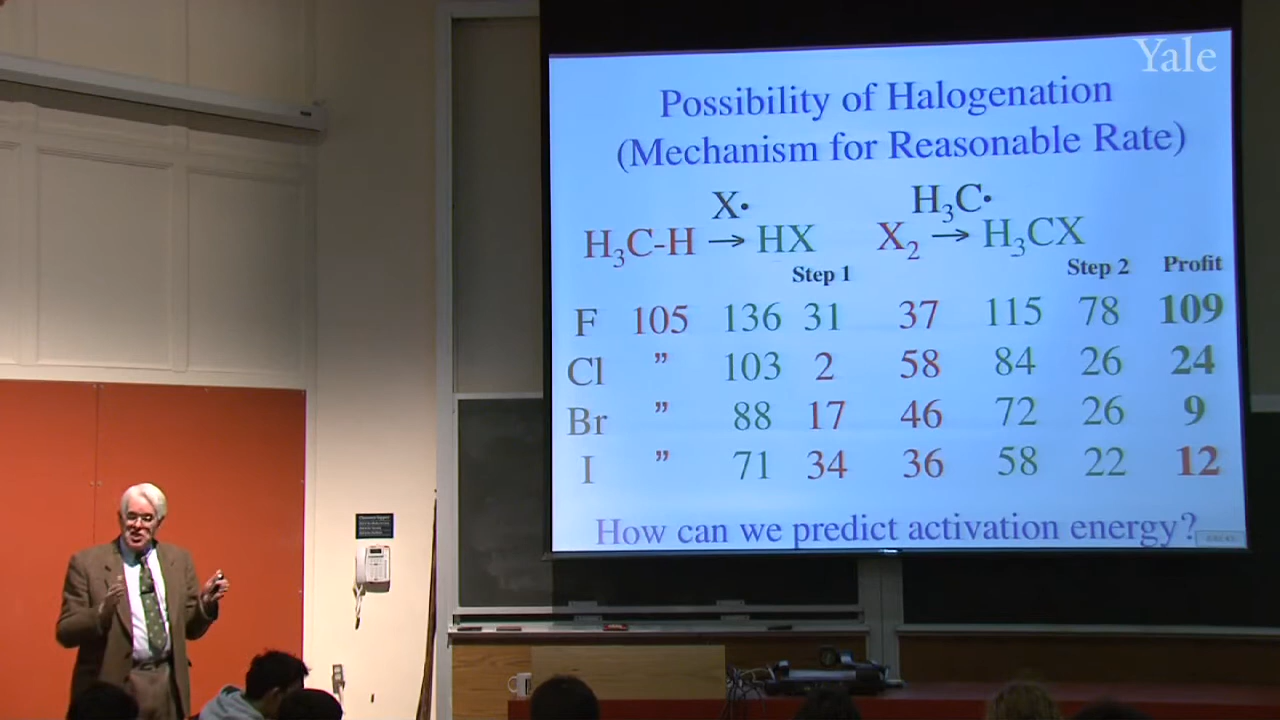 Yale
Possibility of Halogenation
(Mechanism for Reasonable Rate)
X• H3C•
H3C-H → HX X2 → H3CX
Step 1 Step 2 Profit
F 105 136 31 37 115 78 109
Cl ” 103 2 58 84 26 24
Br ” 88 17 46 72 26 9
I ” 71 34 36 58 22 12
How can we predict activation energy?